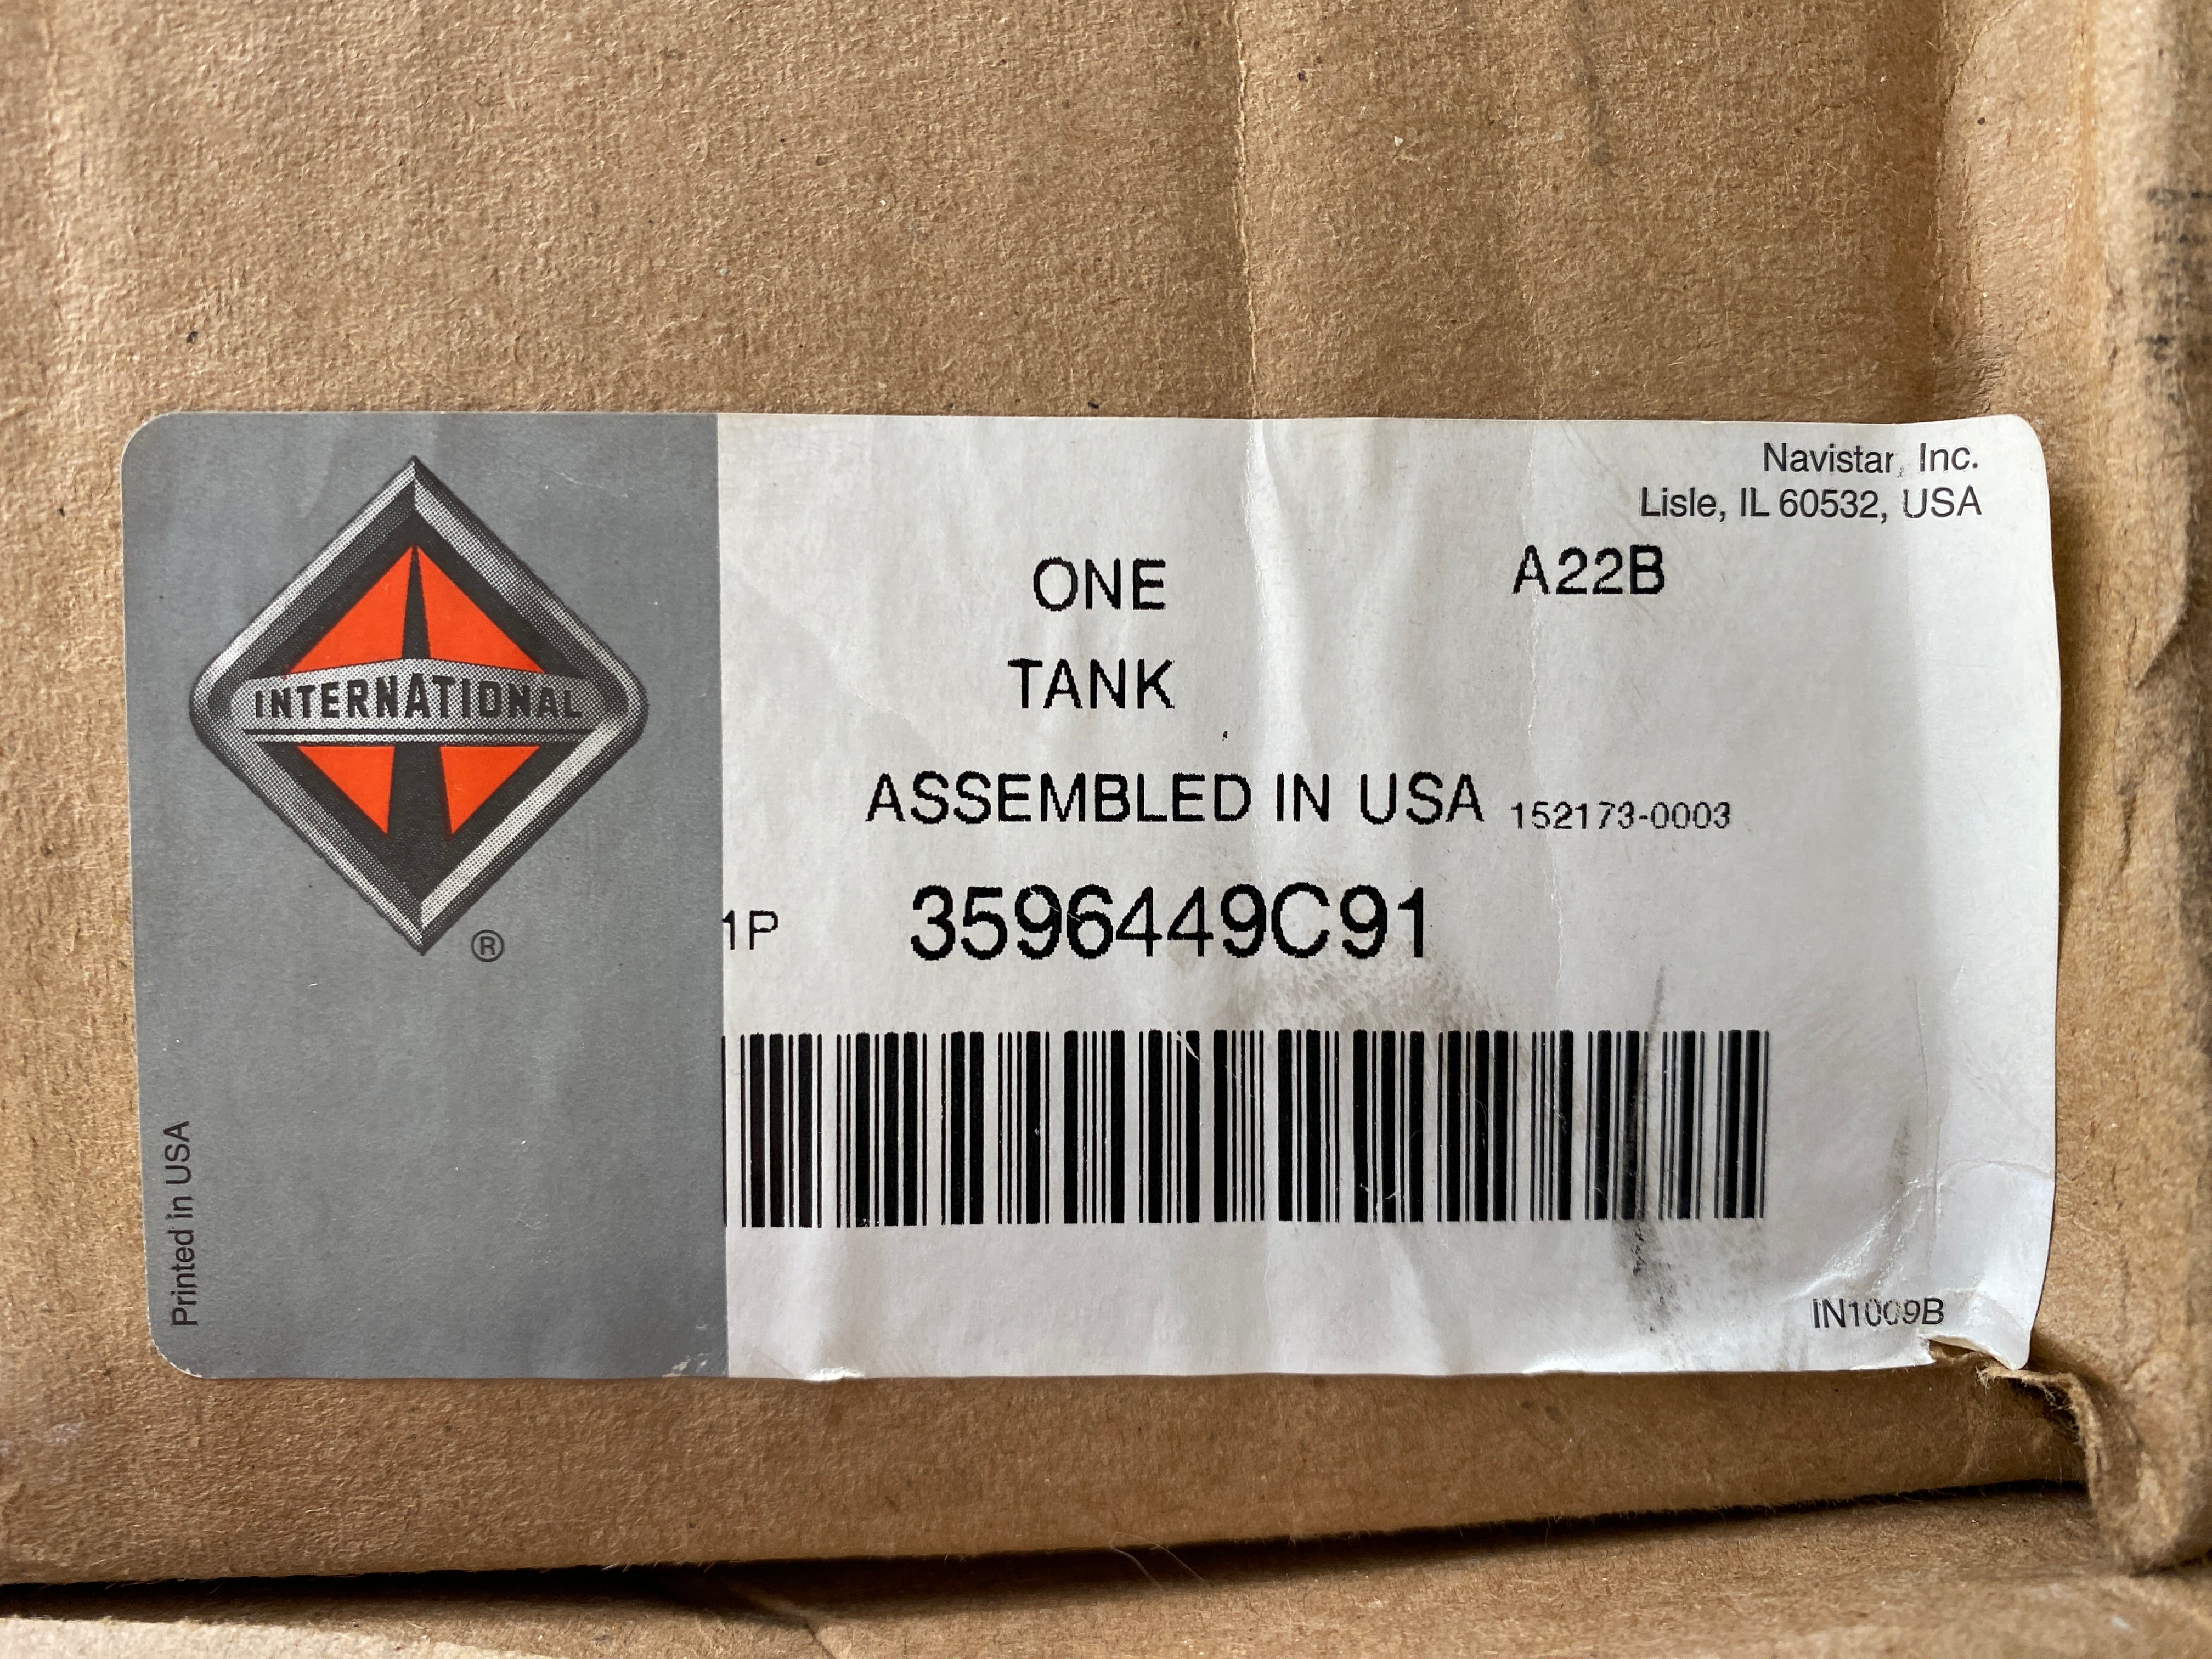 Navistar, Inc.
Lisle, IL 60532, USA
ONE
A22B
TANK
INTERNATIONAL
®
ASSEMBLED IN USA 152173-0003
1P 3596449C91
Printed in USA
IN1009B